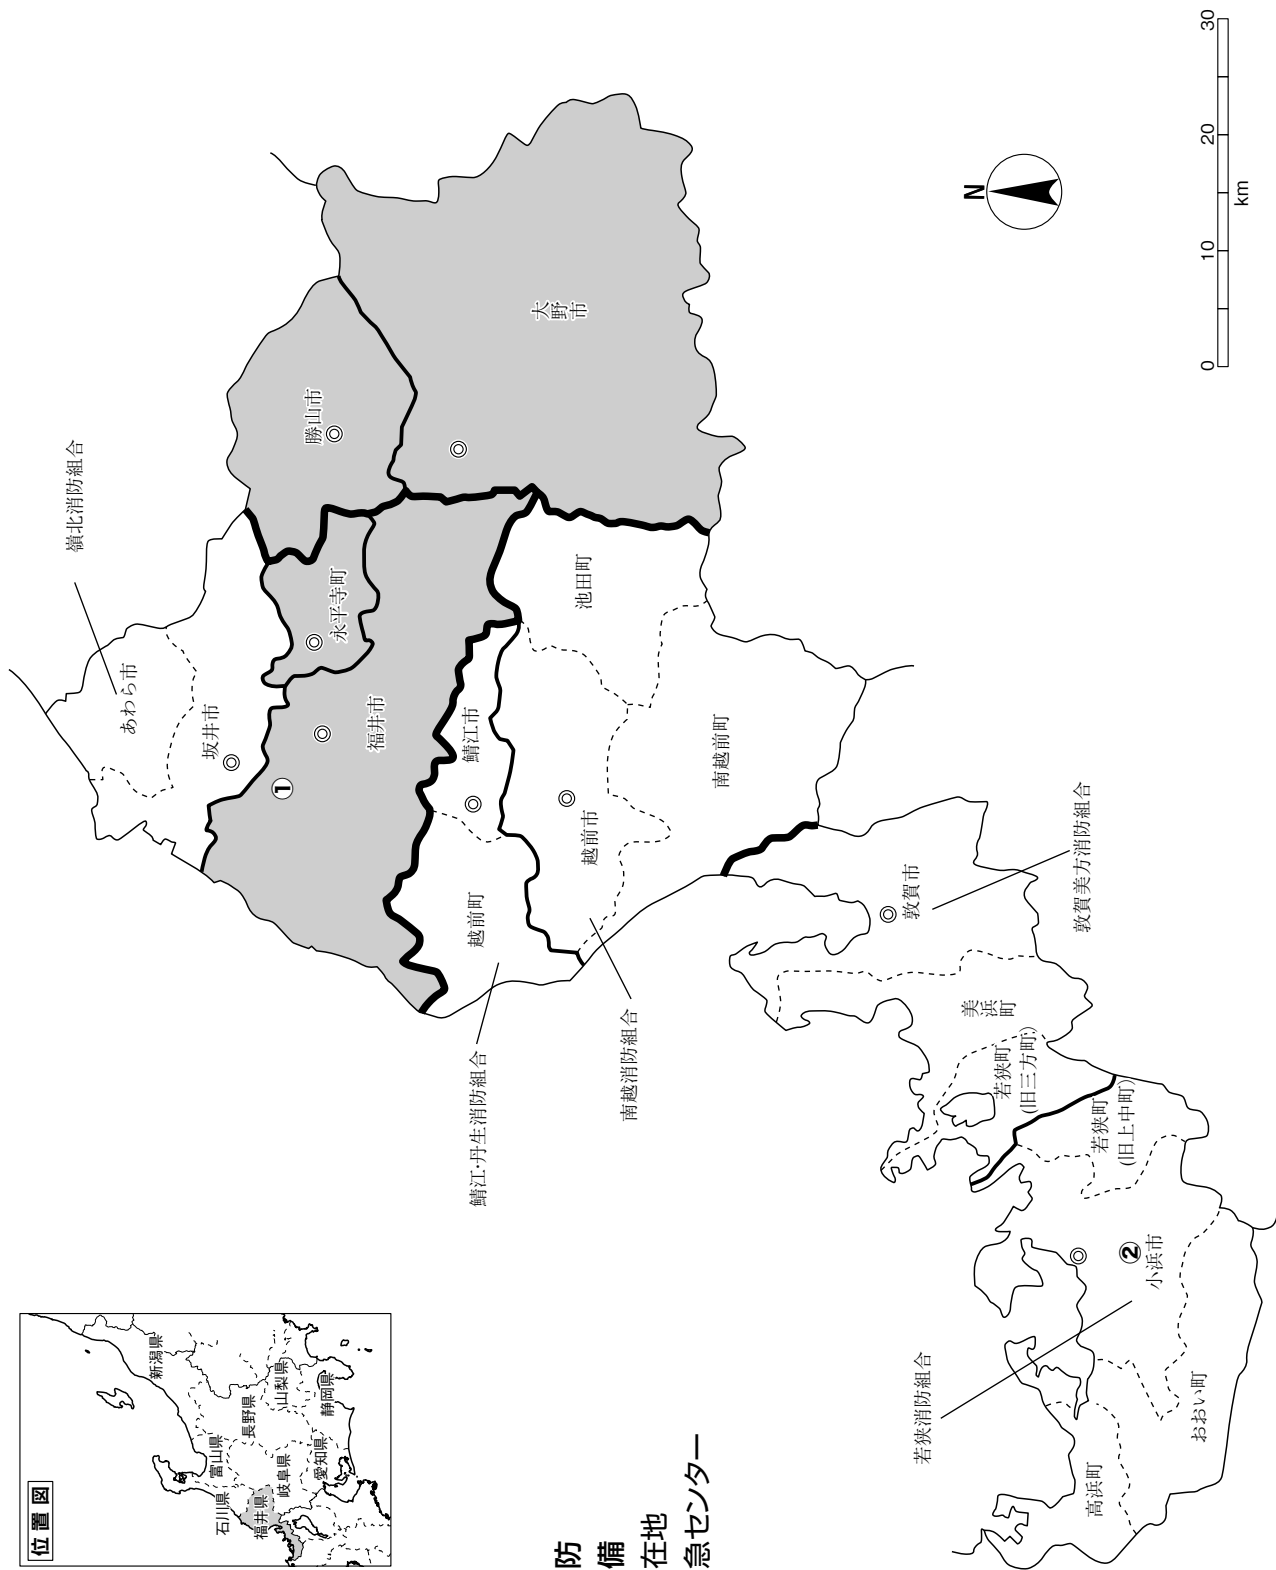 位置図
新潟県
富山県
石川県
長野県
福井県
岐阜県
山梨県
愛知県
静岡県
防
備
在地
急センター
嶺北消防組合
あわら市
坂井市
勝山市
永平寺町
①
福井市
大野市
鯖江市
越前町
池田町
越前市
南越前町
鯖江・丹生消防組合
南越消防組合
敦賀市
敦賀美方消防組合
美浜町
若狭町
(旧三方町)
若狭町
(旧上中町)
②
小浜市
若狭消防組合
おおい町
高浜町
N
0 10 20 30
km